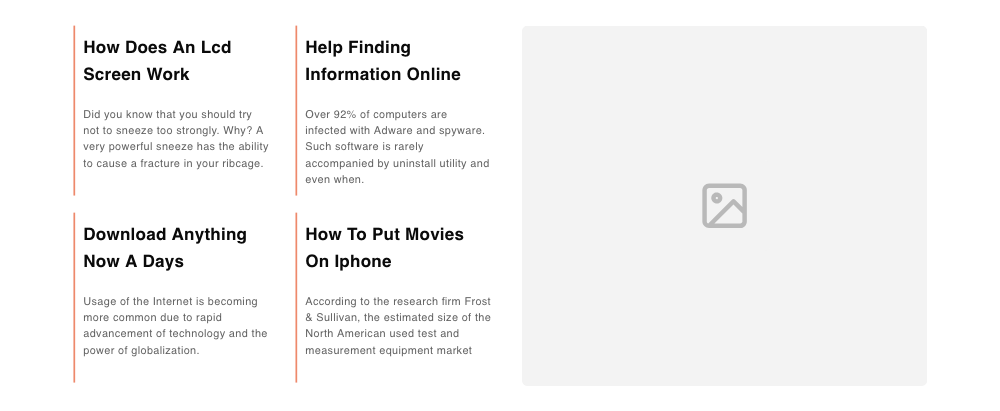 How Does An Lcd
Screen Work
Did you know that you should try
not to sneeze too strongly. Why? A
very powerful sneeze has the ability
to cause a fracture in your ribcage.
Help Finding
Information Online
Over 92% of computers are
infected with Adware and spyware.
Such software is rarely
accompanied by uninstall utility and
even when.
Download Anything
Now A Days
Usage of the Internet is becoming
more common due to rapid
advancement of technology and the
power of globalization.
How To Put Movies
On Iphone
According to the research firm Frost
& Sullivan, the estimated size of the
North American used test and
measurement equipment market